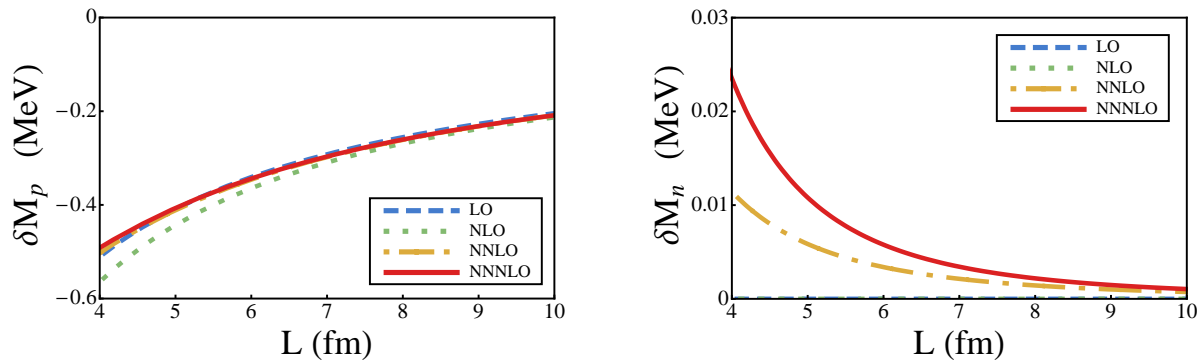 0
−0.2
−0.4
−0.6
δM_p (MeV)
LO
NLO
NNLO
NNNLO
4 5 6 7 8 9 10
L (fm)
0.03
0.02
0.01
0
δM_n (MeV)
LO
NLO
NNLO
NNNLO
4 5 6 7 8 9 10
L (fm)